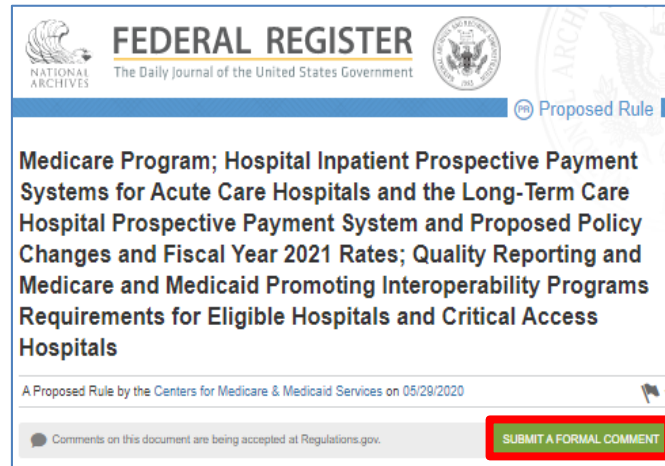 FEDERAL REGISTER
The Daily Journal of the United States Government
NATIONAL
ARCHIVES
PR Proposed Rule
Medicare Program; Hospital Inpatient Prospective Payment
Systems for Acute Care Hospitals and the Long-Term Care
Hospital Prospective Payment System and Proposed Policy
Changes and Fiscal Year 2021 Rates; Quality Reporting and
Medicare and Medicaid Promoting Interoperability Programs
Requirements for Eligible Hospitals and Critical Access
Hospitals
A Proposed Rule by the Centers for Medicare & Medicaid Services on 05/29/2020
Comments on this document are being accepted at Regulations.gov.
SUBMIT A FORMAL COMMENT